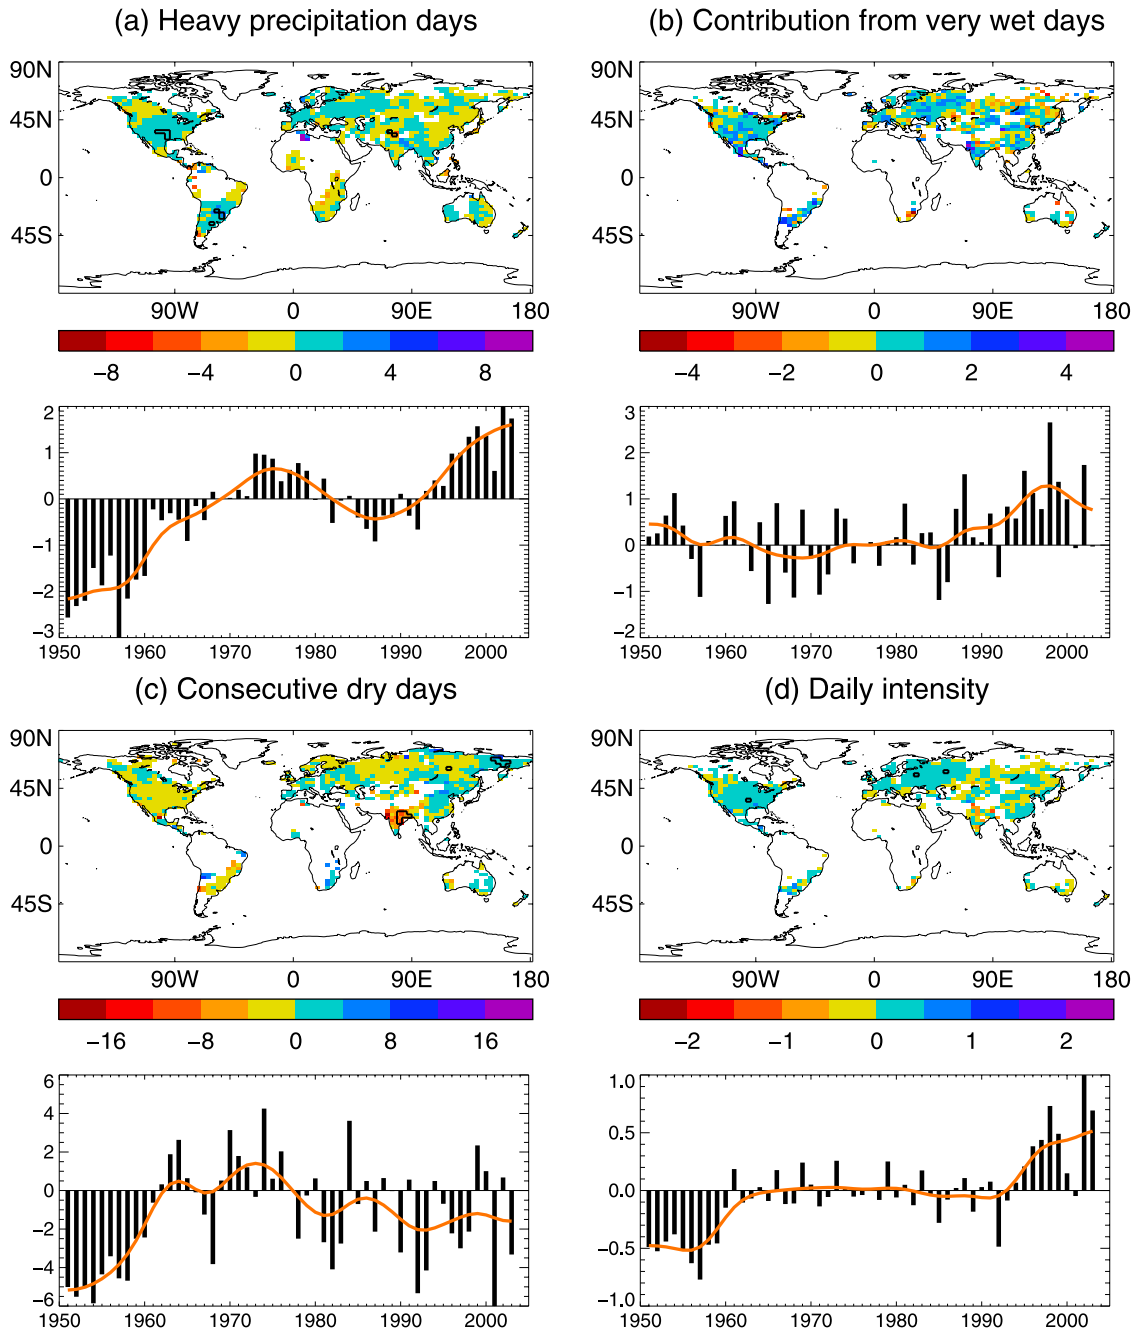 (a) Heavy precipitation days
90N
45N
0
45S
90W 0 90E 180
−8 −4 0 4 8
2
1
0
−1
−2
−3
1950 1960 1970 1980 1990 2000
(b) Contribution from very wet days
90N
45N
0
45S
90W 0 90E 180
−4 −2 0 2 4
3
2
1
0
−1
−2
1950 1960 1970 1980 1990 2000
(c) Consecutive dry days
90N
45N
0
45S
90W 0 90E 180
−16 −8 0 8 16
6
4
2
0
−2
−4
−6
1950 1960 1970 1980 1990 2000
(d) Daily intensity
90N
45N
0
45S
90W 0 90E 180
−2 −1 0 1 2
1.0
0.5
0.0
−0.5
−1.0
1950 1960 1970 1980 1990 2000